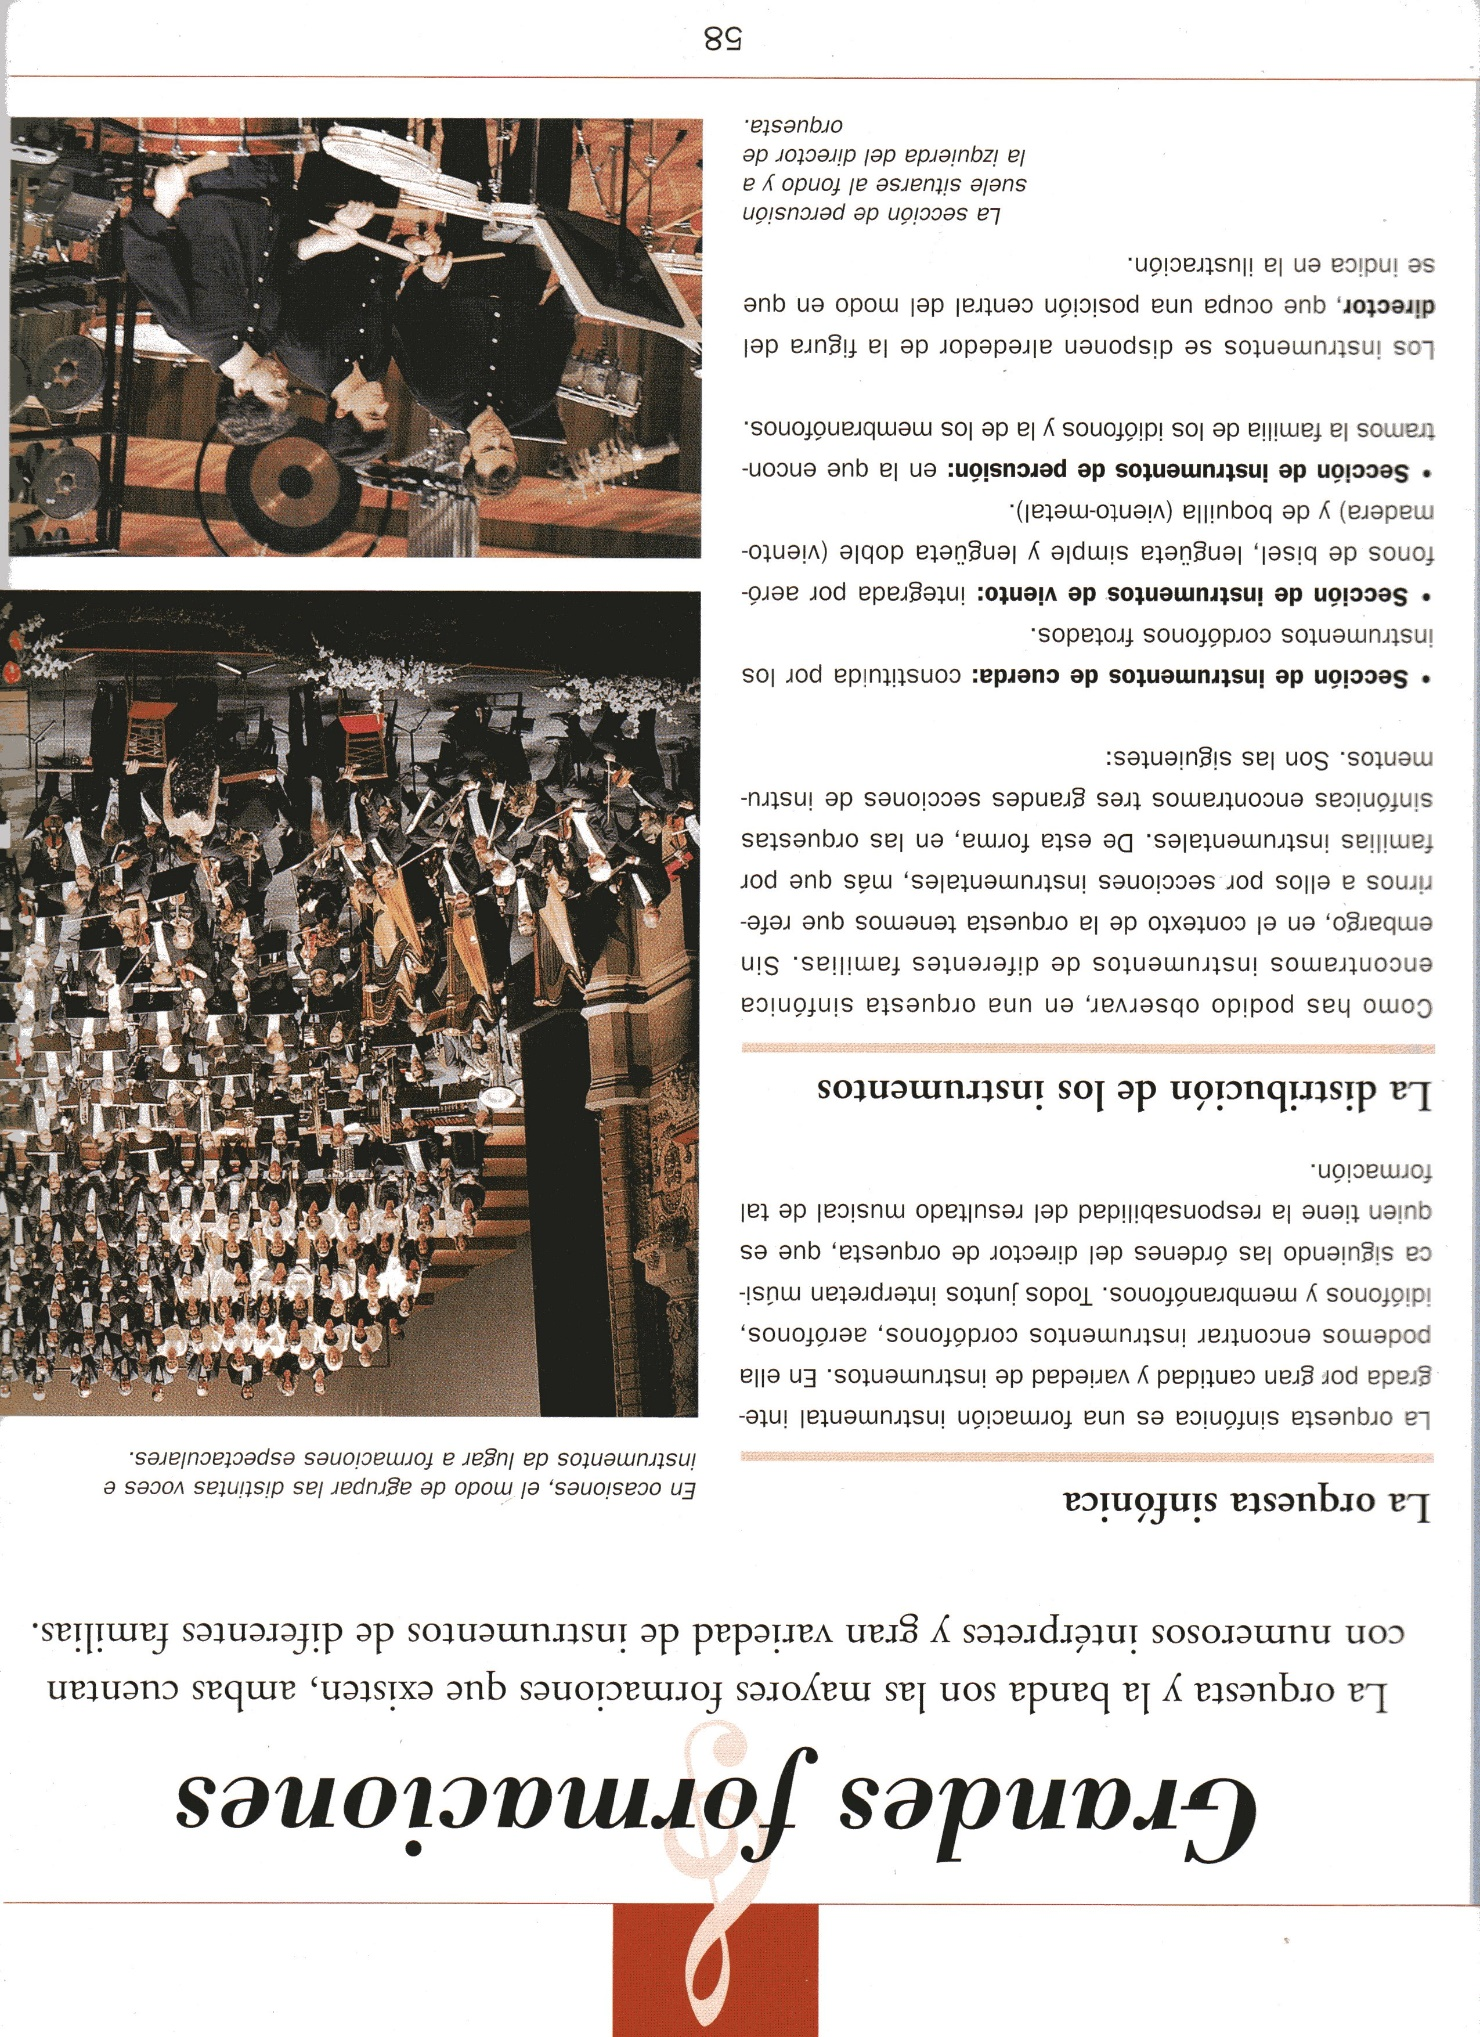 Grandes formaciones
La orquesta y la banda son las mayores formaciones que existen, ambas cuentan
con numerosos intérpretes y gran variedad de instrumentos de diferentes familias.
La orquesta sinfónica
La orquesta sinfónica es una formación instrumental inte-
grada por gran cantidad y variedad de instrumentos. En ella
podemos encontrar instrumentos cordófonos, aerófonos,
idiófonos y membranófonos. Todos juntos interpretan músi-
ca siguiendo las órdenes del director de orquesta, que es
quien tiene la responsabilidad del resultado musical de tal
formación.
La distribución de los instrumentos
Como has podido observar, en una orquesta sinfónica
encontramos instrumentos de diferentes familias. Sin
embargo, en el contexto de la orquesta tenemos que refe-
rirnos a ellos por secciones instrumentales, más que por
familias instrumentales. De esta forma, en las orquestas
sinfónicas encontramos tres grandes secciones de instru-
mentos. Son las siguientes:
• Sección de instrumentos de cuerda: constituida por los
instrumentos cordófonos frotados.
• Sección de instrumentos de viento: integrada por aeró-
fonos de bisel, lengüeta simple y lengüeta doble (viento-
madera) y de boquilla (viento-metal).
• Sección de instrumentos de percusión: en la que encon-
tramos la familia de los idiófonos y la de los membranófonos.
Los instrumentos se disponen alrededor de la figura del
director, que ocupa una posición central del modo en que
se indica en la ilustración.
En ocasiones, el modo de agrupar las distintas voces e
instrumentos da lugar a formaciones espectaculares.
La sección de percusión
suele situarse al fondo y a
la izquierda del director de
orquesta.
58